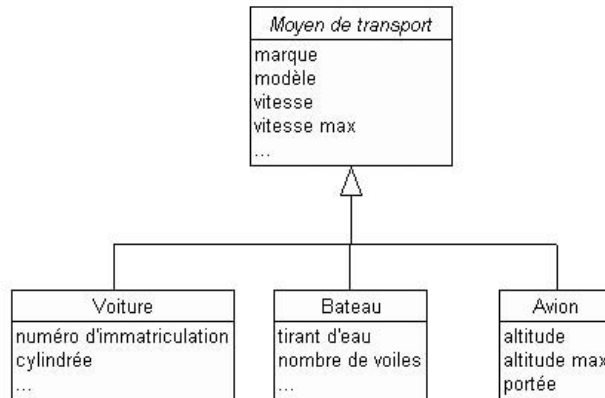 Moyen de transport
marque
modèle
vitesse
vitesse max
...
Voiture
numéro d'immatriculation
cylindrée
...
Bateau
tirant d'eau
nombre de voiles
...
Avion
altitude
altitude max
portée